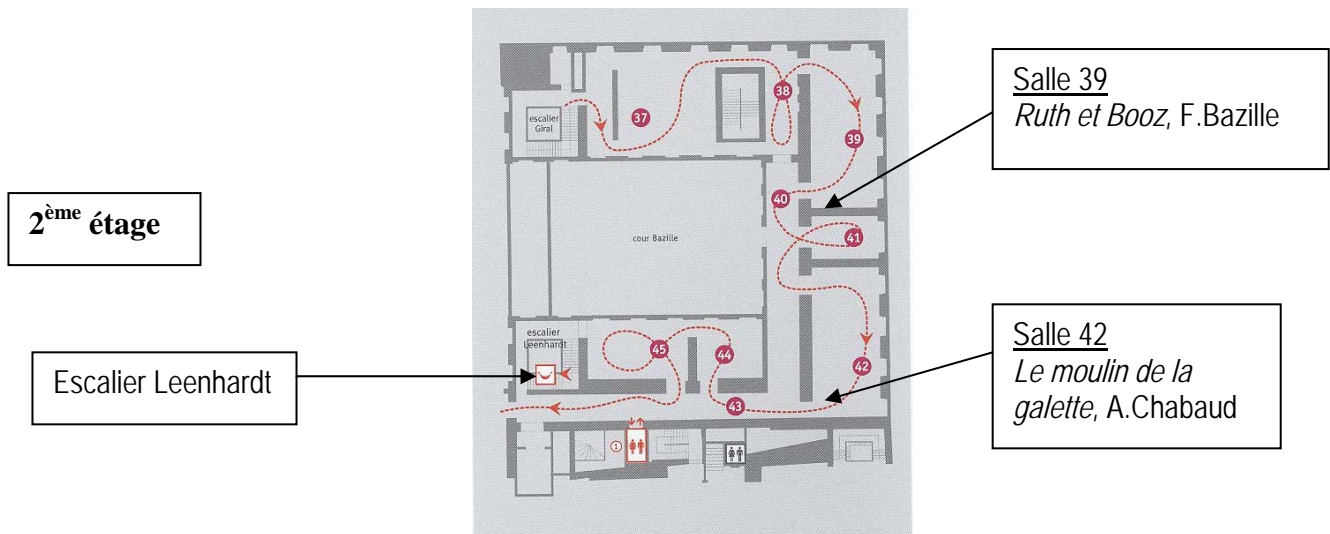 2ème étage
Escalier Leenhardt
escalier
Giral
37
38
39
40
41
cour Bazille
escalier
Leenhardt
45
44
42
43
1
Salle 39
Ruth et Booz, F.Bazille
Salle 42
Le moulin de la
galette, A.Chabaud